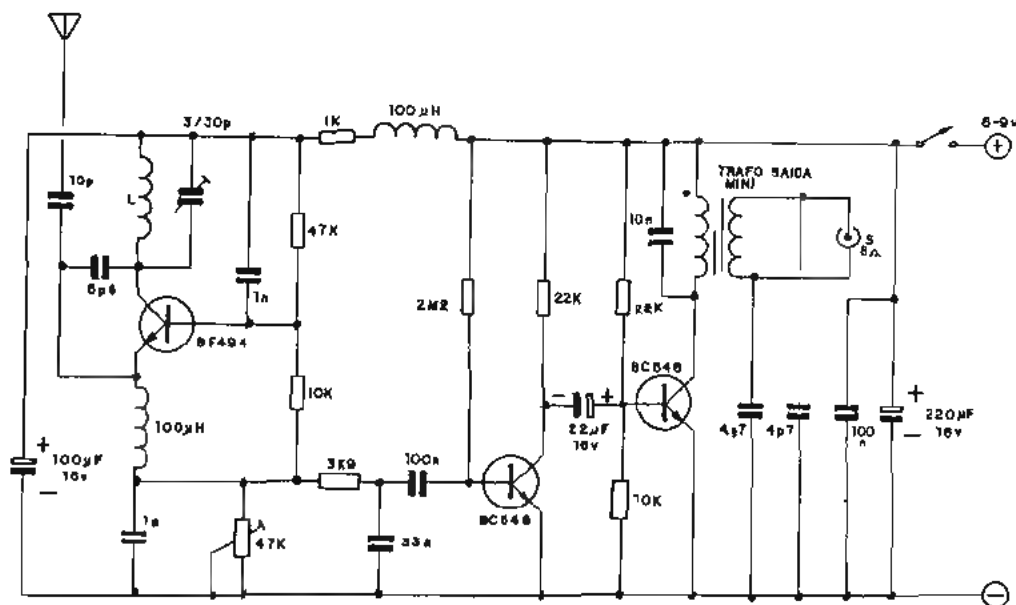 3/30p
1K
100µH
6-9v
+
10p
L
47K
TRAFO SAIDA
MINI
10n
S
8Ω
6p8
1n
2M2
22K
22K
BF494
BC548
10K
100µH
-
+
22µF
16v
+
100µF
16v
-
4p7
4p7
100
n
+
220µF
16v
-
3K9
100n
BC548
10K
1n
A
47K
33n
-